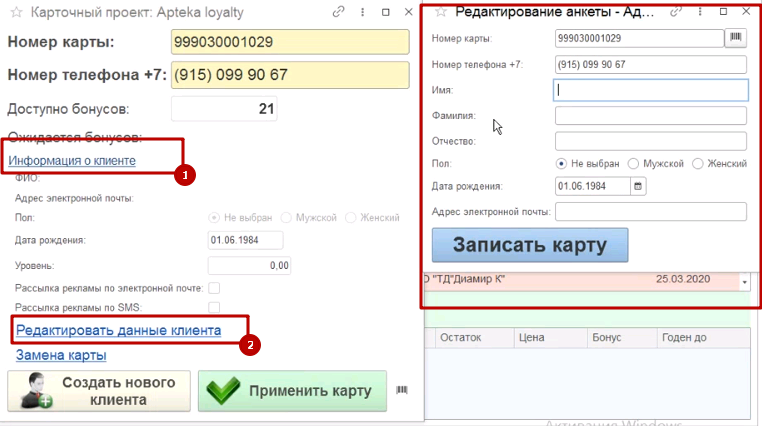 Карточный проект: Apteka loyalty
Номер карты: 999030001029
Номер телефона +7: (915) 099 90 67
Доступно бонусов: 21
Ожидается бонусов:
Информация о клиенте
1
ФИО:
Адрес электронной почты:
Пол: Не выбран Мужской Женский
Дата рождения: 01.06.1984
Уровень: 0,00
Рассылка рекламы по электронной почте:
Рассылка рекламы по SMS:
Редактировать данные клиента
2
Замена карты
Создать нового клиента
Применить карту
Редактирование анкеты - Ад...
Номер карты: 999030001029
Номер телефона +7: (915) 099 90 67
Имя:
Фамилия:
Отчество:
Пол: Не выбран Мужской Женский
Дата рождения: 01.06.1984
Адрес электронной почты:
Записать карту
О "ТД"Диамир К" 25.03.2020
Остаток Цена Бонус Годен до
Активация Windows